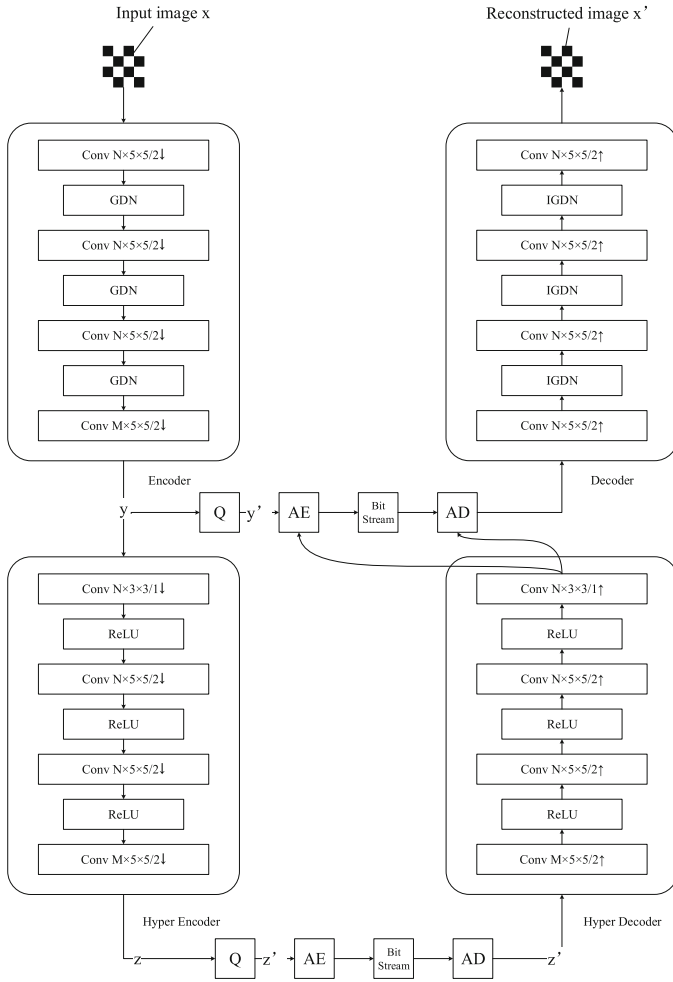 Input image x
Reconstructed image x’
Conv N×5×5/2↓
GDN
Conv N×5×5/2↓
GDN
Conv N×5×5/2↓
GDN
Conv M×5×5/2↓
Encoder
Conv N×5×5/2↑
IGDN
Conv N×5×5/2↑
IGDN
Conv N×5×5/2↑
IGDN
Conv N×5×5/2↑
Decoder
y
Q
y’
AE
Bit
Stream
AD
Conv N×3×3/1↓
ReLU
Conv N×5×5/2↓
ReLU
Conv N×5×5/2↓
ReLU
Conv M×5×5/2↓
Hyper Encoder
Conv N×3×3/1↑
ReLU
Conv N×5×5/2↑
ReLU
Conv N×5×5/2↑
ReLU
Conv M×5×5/2↑
Hyper Decoder
z
Q
z’
AE
Bit
Stream
AD
z’